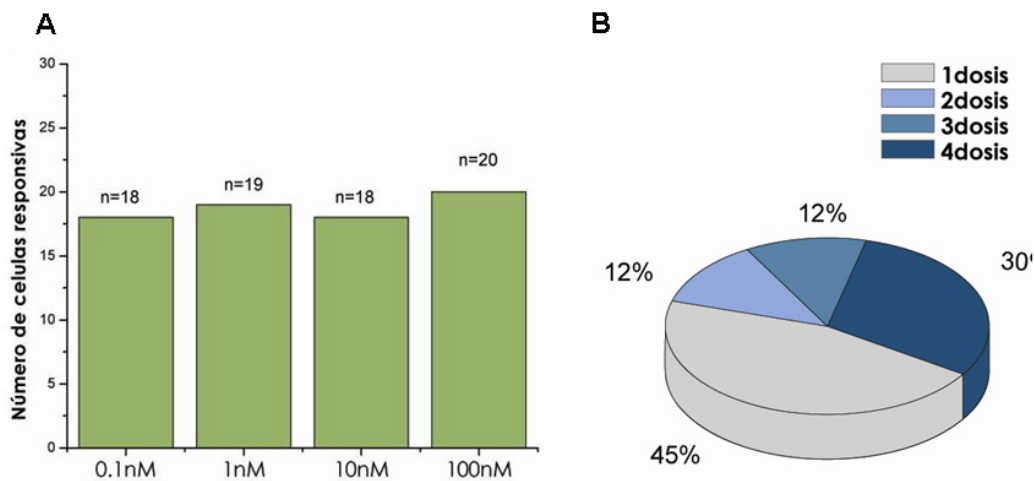 A
Número de celulas responsivas
30
25
20
15
10
5
0
n=18
n=19
n=18
n=20
0.1nM
1nM
10nM
100nM
B
1dosis
2dosis
3dosis
4dosis
12%
12%
30
45%